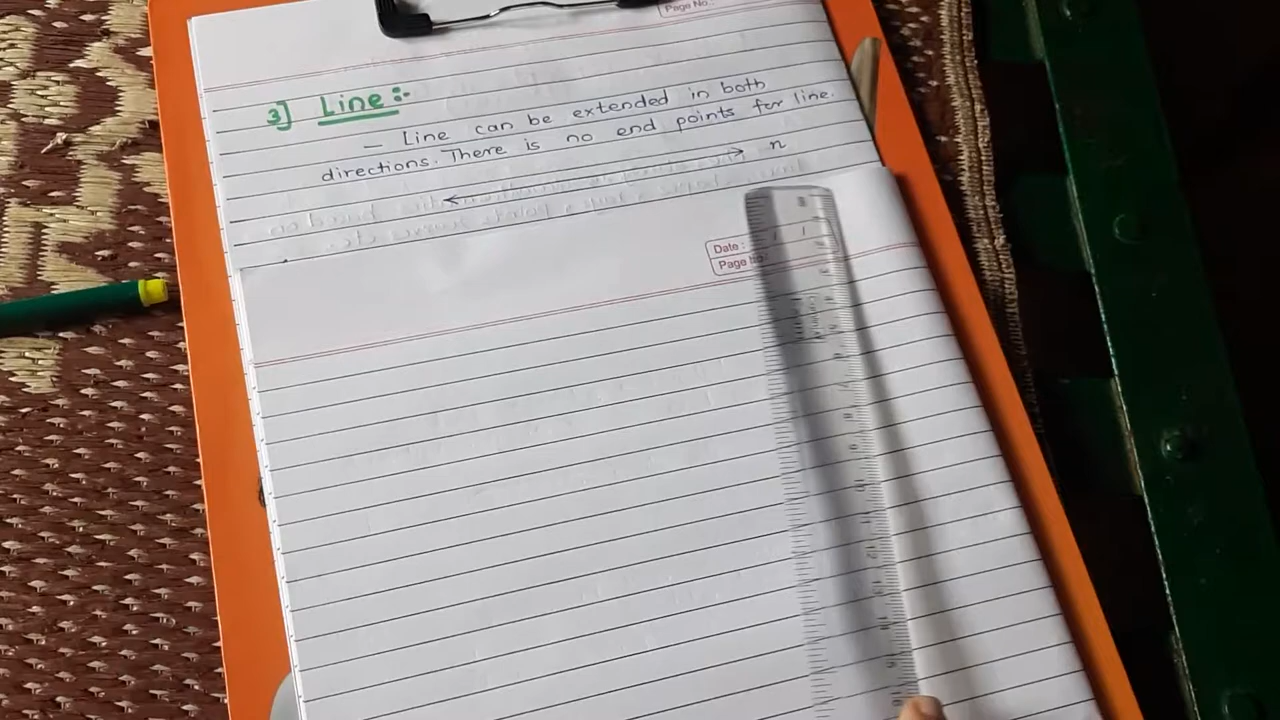 Page No.:
3] Line :-
— Line can be extended in both
directions. There is no end points for line.
n
Date :
Page No: